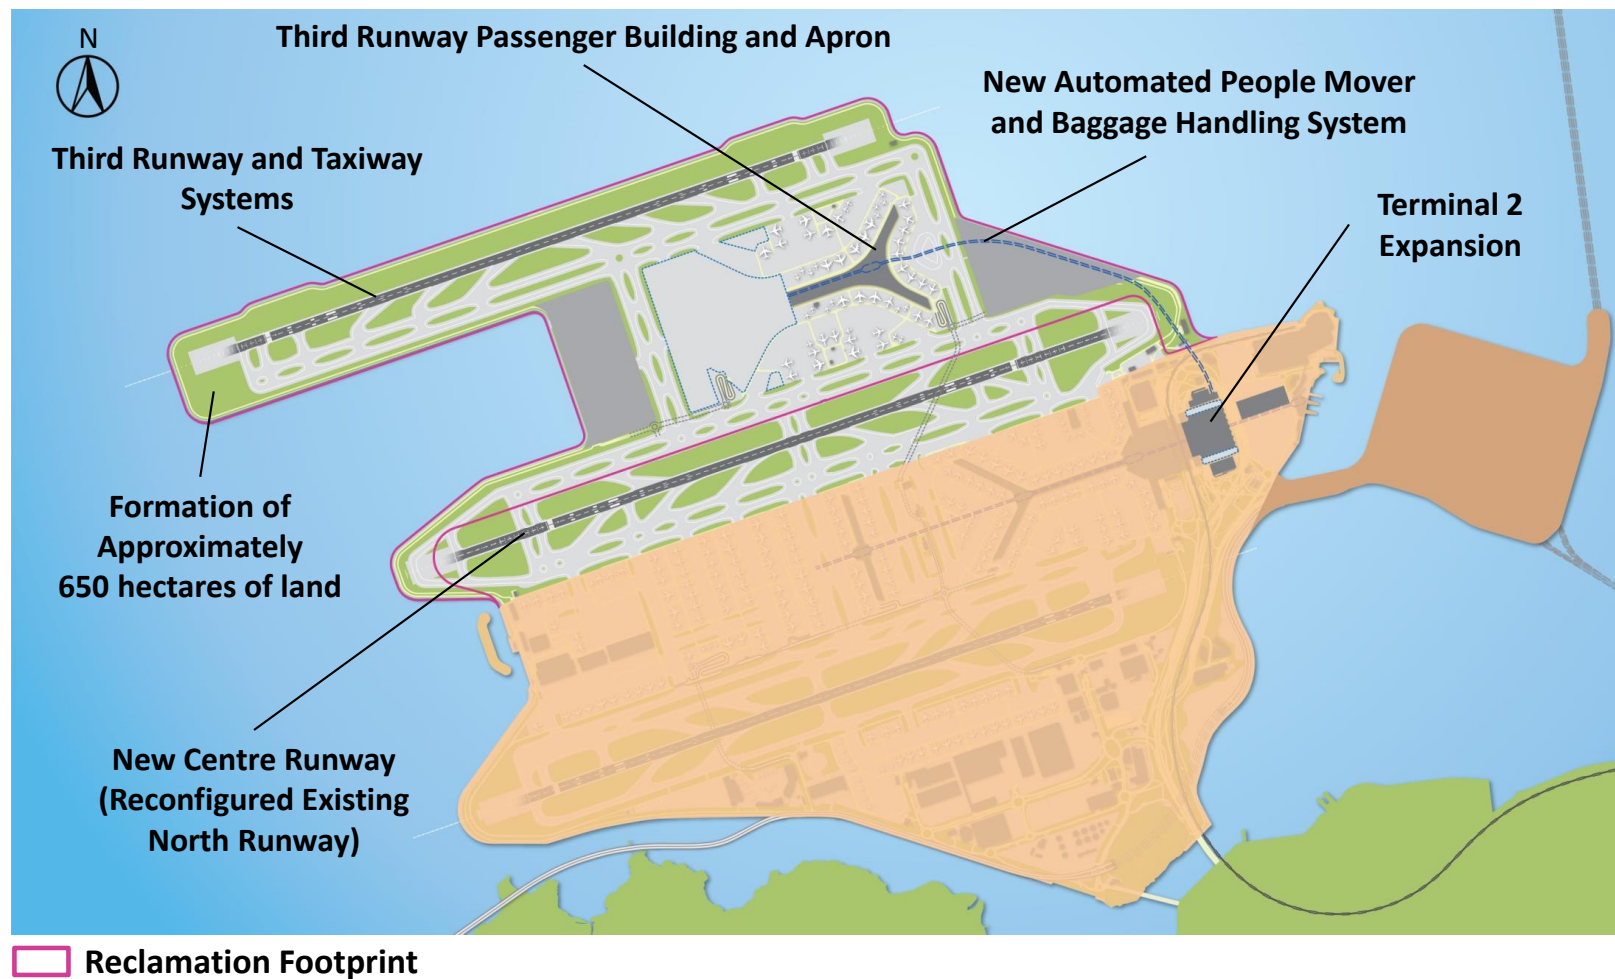 N
Third Runway Passenger Building and Apron
New Automated People Mover
and Baggage Handling System
Third Runway and Taxiway
Systems
Terminal 2
Expansion
Formation of
Approximately
650 hectares of land
New Centre Runway
(Reconfigured Existing
North Runway)
Reclamation Footprint